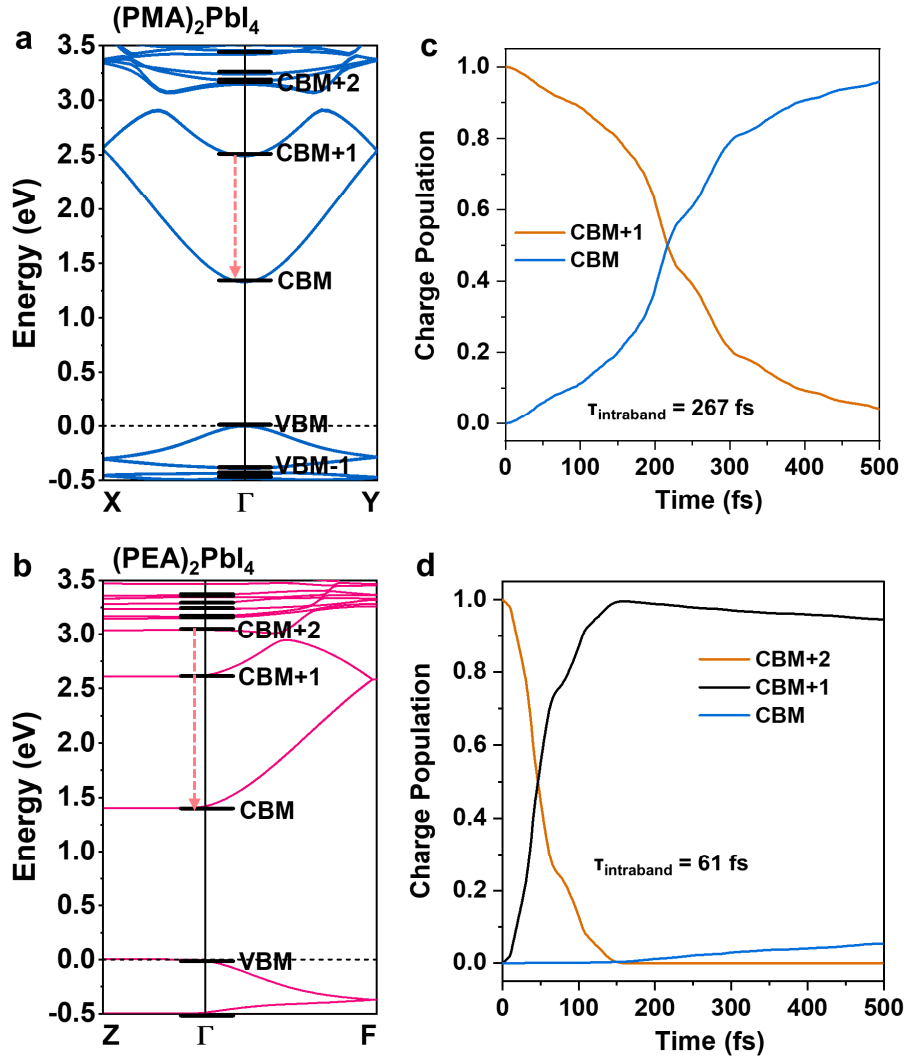 a
(PMA)₂PbI₄
Energy (eV)
3.5
3.0
2.5
2.0
1.5
1.0
0.5
0.0
-0.5
CBM+2
CBM+1
CBM
VBM
VBM-1
X
Γ
Y
c
Charge Population
1.0
0.8
0.6
0.4
0.2
0.0
CBM+1
CBM
τintraband = 267 fs
0
100
200
300
400
500
Time (fs)
b
(PEA)₂PbI₄
Energy (eV)
3.5
3.0
2.5
2.0
1.5
1.0
0.5
0.0
-0.5
CBM+2
CBM+1
CBM
VBM
Z
Γ
F
d
Charge Population
1.0
0.8
0.6
0.4
0.2
0.0
CBM+2
CBM+1
CBM
τintraband = 61 fs
0
100
200
300
400
500
Time (fs)